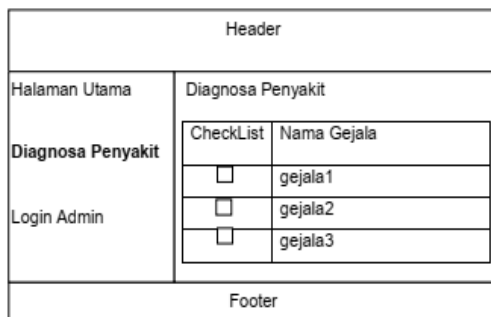 Header
Halaman Utama
Diagnosa Penyakit
Login Admin
Diagnosa Penyakit
CheckList Nama Gejala
gejala1
gejala2
gejala3
Footer